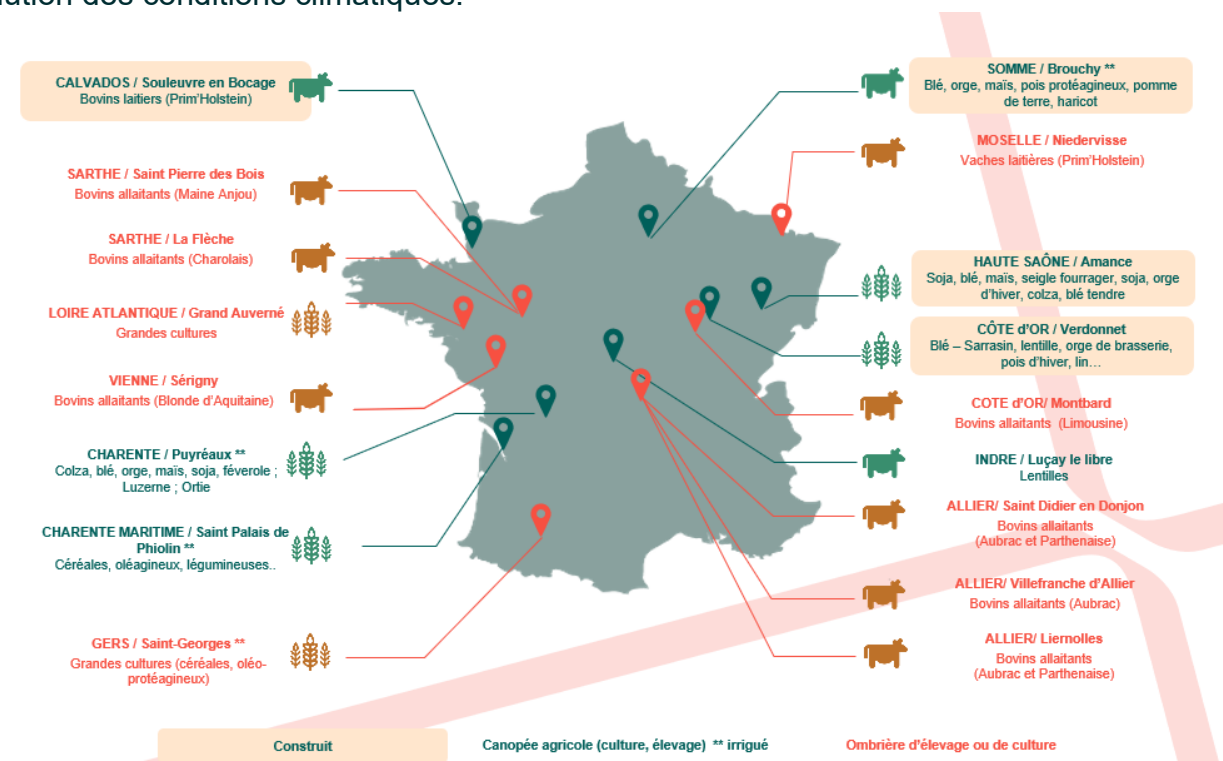 lution des conditions climatiques.
CALVADOS / Souleuvre en Bocage
Bovins laitiers (Prim'Holstein)
SARTHE / Saint Pierre des Bois
Bovins allaitants (Maine Anjou)
SARTHE / La Flèche
Bovins allaitants (Charolais)
LOIRE ATLANTIQUE / Grand Auverné
Grandes cultures
VIENNE / Sérigny
Bovins allaitants (Blonde d'Aquitaine)
CHARENTE / Puyréaux **
Colza, blé, orge, maïs, soja, féverole ;
Luzerne ; Ortie
CHARENTE MARITIME / Saint Palais de
Phiolin **
Céréales, oléagineux, légumineuses..
GERS / Saint-Georges **
Grandes cultures (céréales, oléo-
protéagineux)
SOMME / Brouchy **
Blé, orge, maïs, pois protéagineux, pomme
de terre, haricot
MOSELLE / Niedervisse
Vaches laitières (Prim'Holstein)
HAUTE SAÔNE / Amance
Soja, blé, maïs, seigle fourrager, soja, orge
d'hiver, colza, blé tendre
CÔTE d'OR / Verdonnet
Blé – Sarrasin, lentille, orge de brasserie,
pois d'hiver, lin…
COTE d'OR/ Montbard
Bovins allaitants (Limousine)
INDRE / Luçay le libre
Lentilles
ALLIER/ Saint Didier en Donjon
Bovins allaitants
(Aubrac et Parthenaise)
ALLIER/ Villefranche d'Allier
Bovins allaitants (Aubrac)
ALLIER/ Liernolles
Bovins allaitants
(Aubrac et Parthenaise)
Construit
Canopée agricole (culture, élevage) ** irrigué
Ombrière d'élevage ou de culture